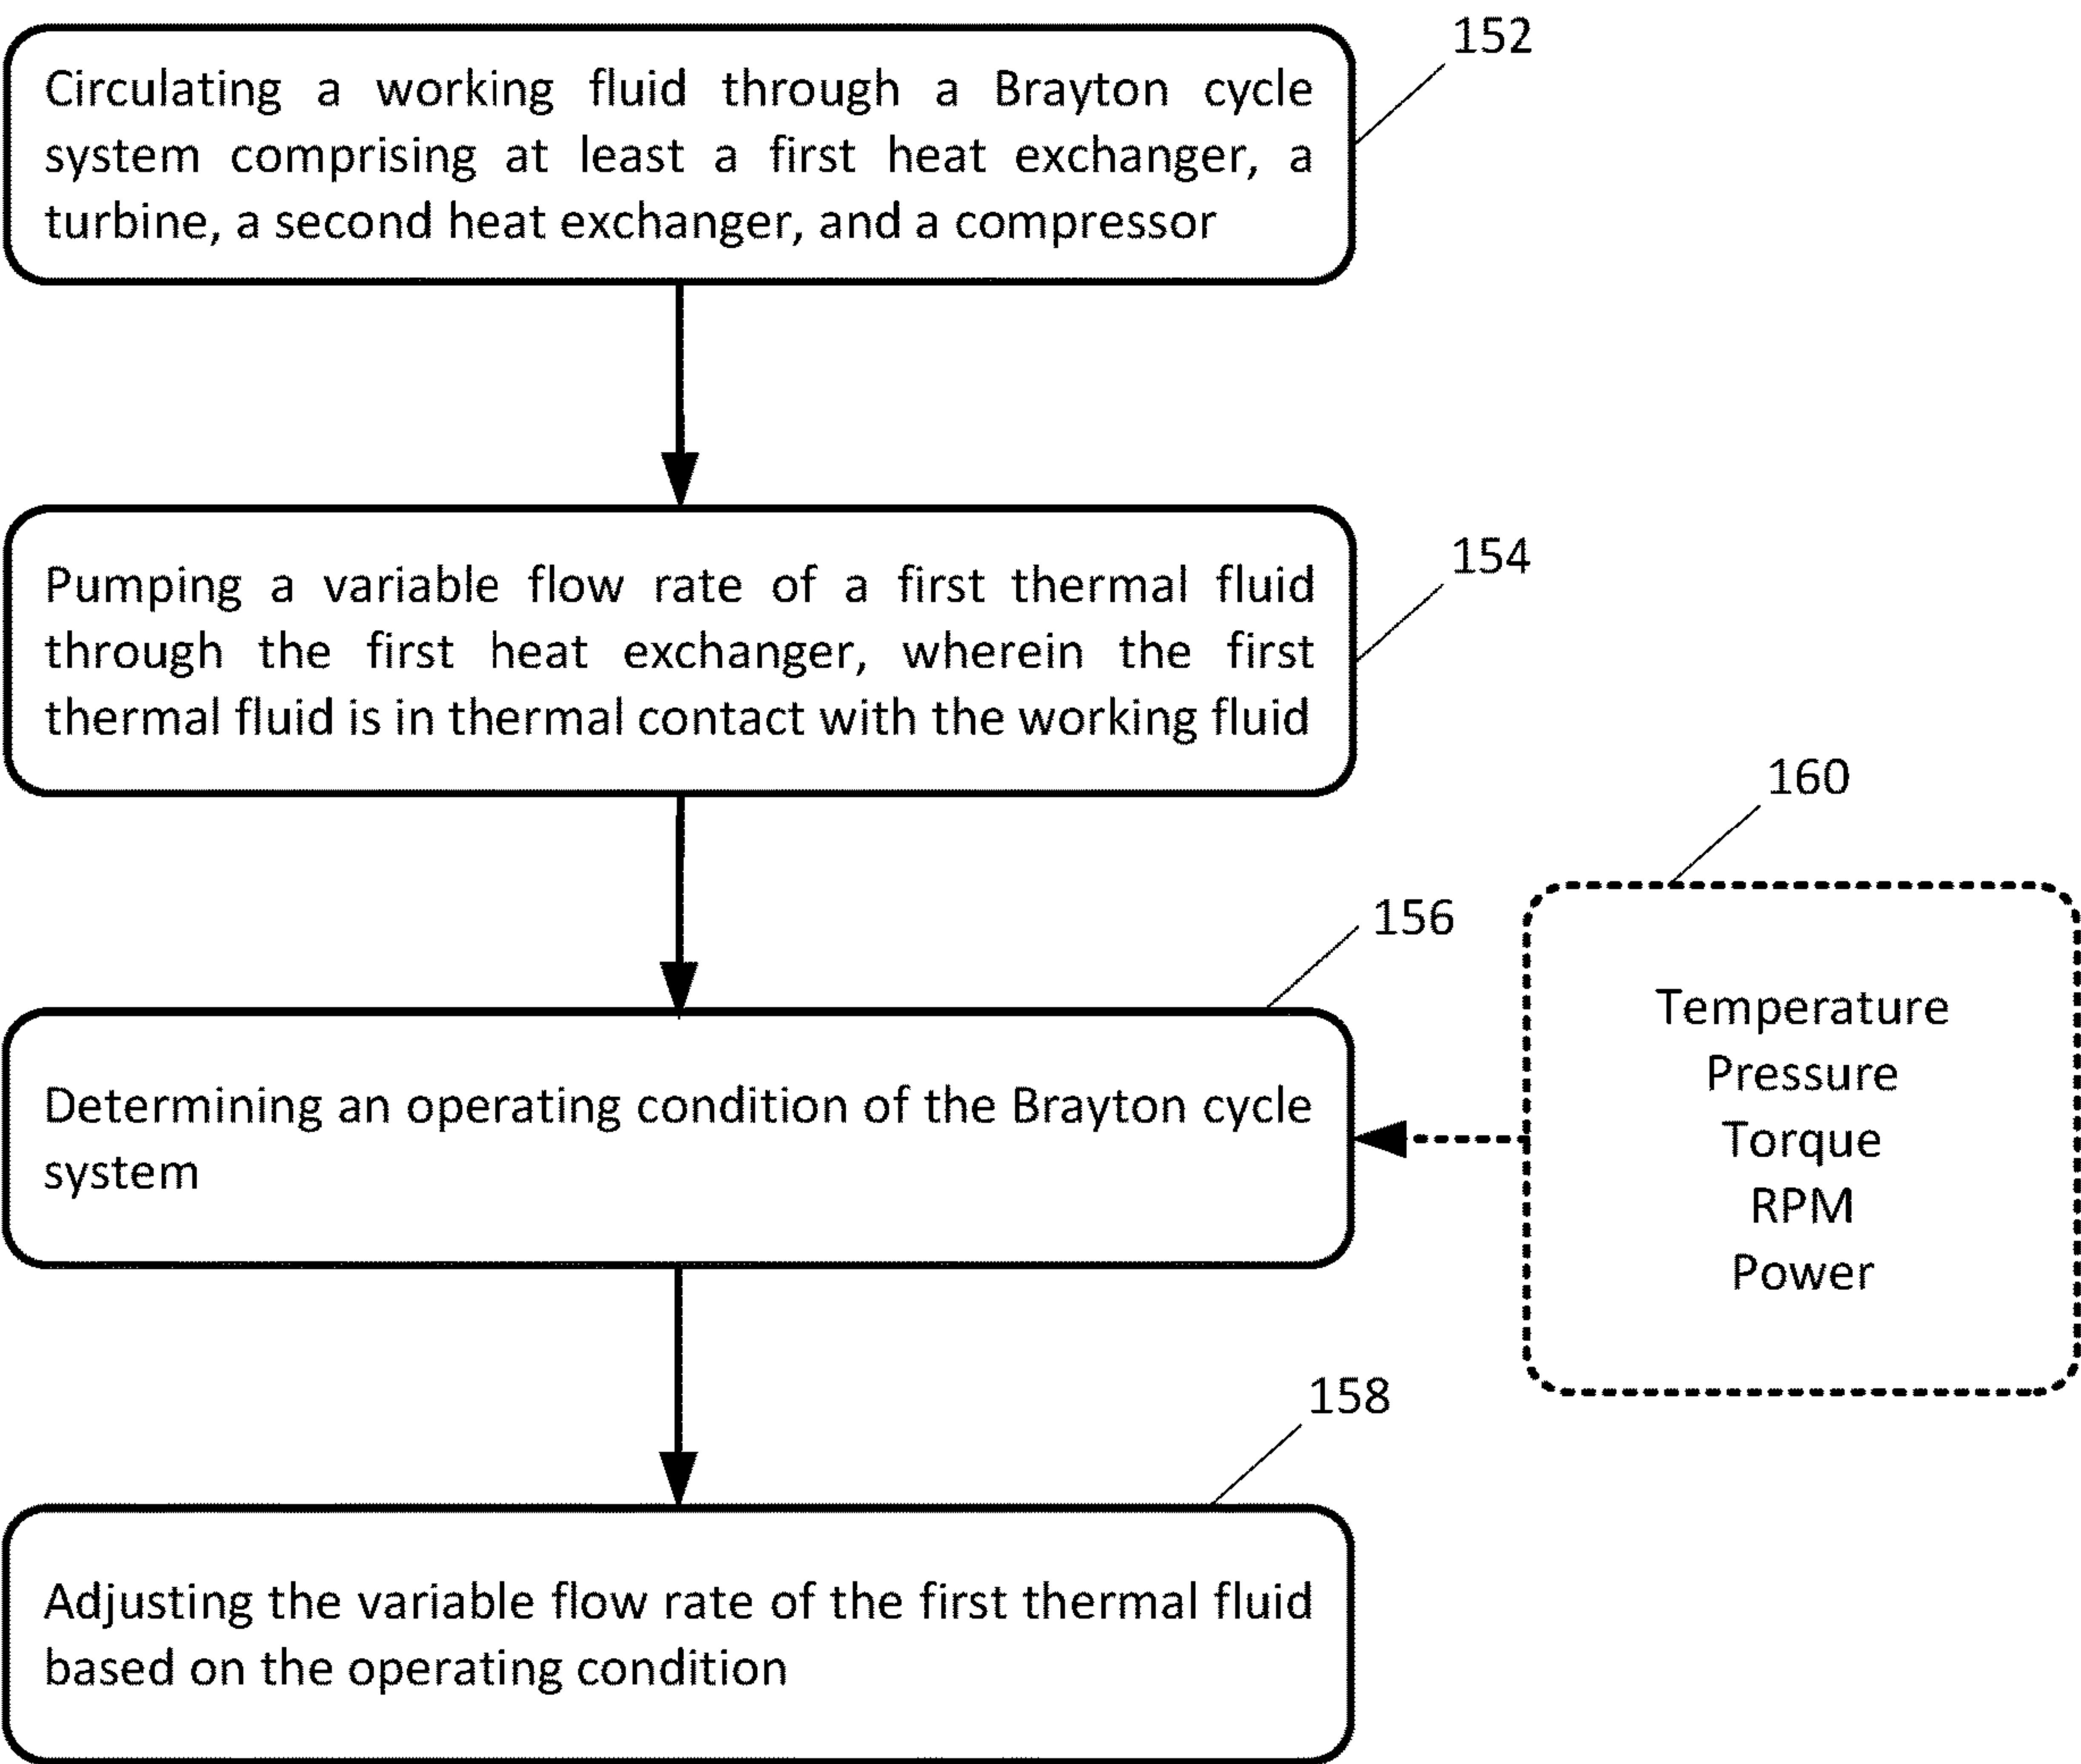 152
Circulating a working fluid through a Brayton cycle
system comprising at least a first heat exchanger, a
turbine, a second heat exchanger, and a compressor
154
Pumping a variable flow rate of a first thermal fluid
through the first heat exchanger, wherein the first
thermal fluid is in thermal contact with the working fluid
160
156
Determining an operating condition of the Brayton cycle
system
Temperature
Pressure
Torque
RPM
Power
158
Adjusting the variable flow rate of the first thermal fluid
based on the operating condition